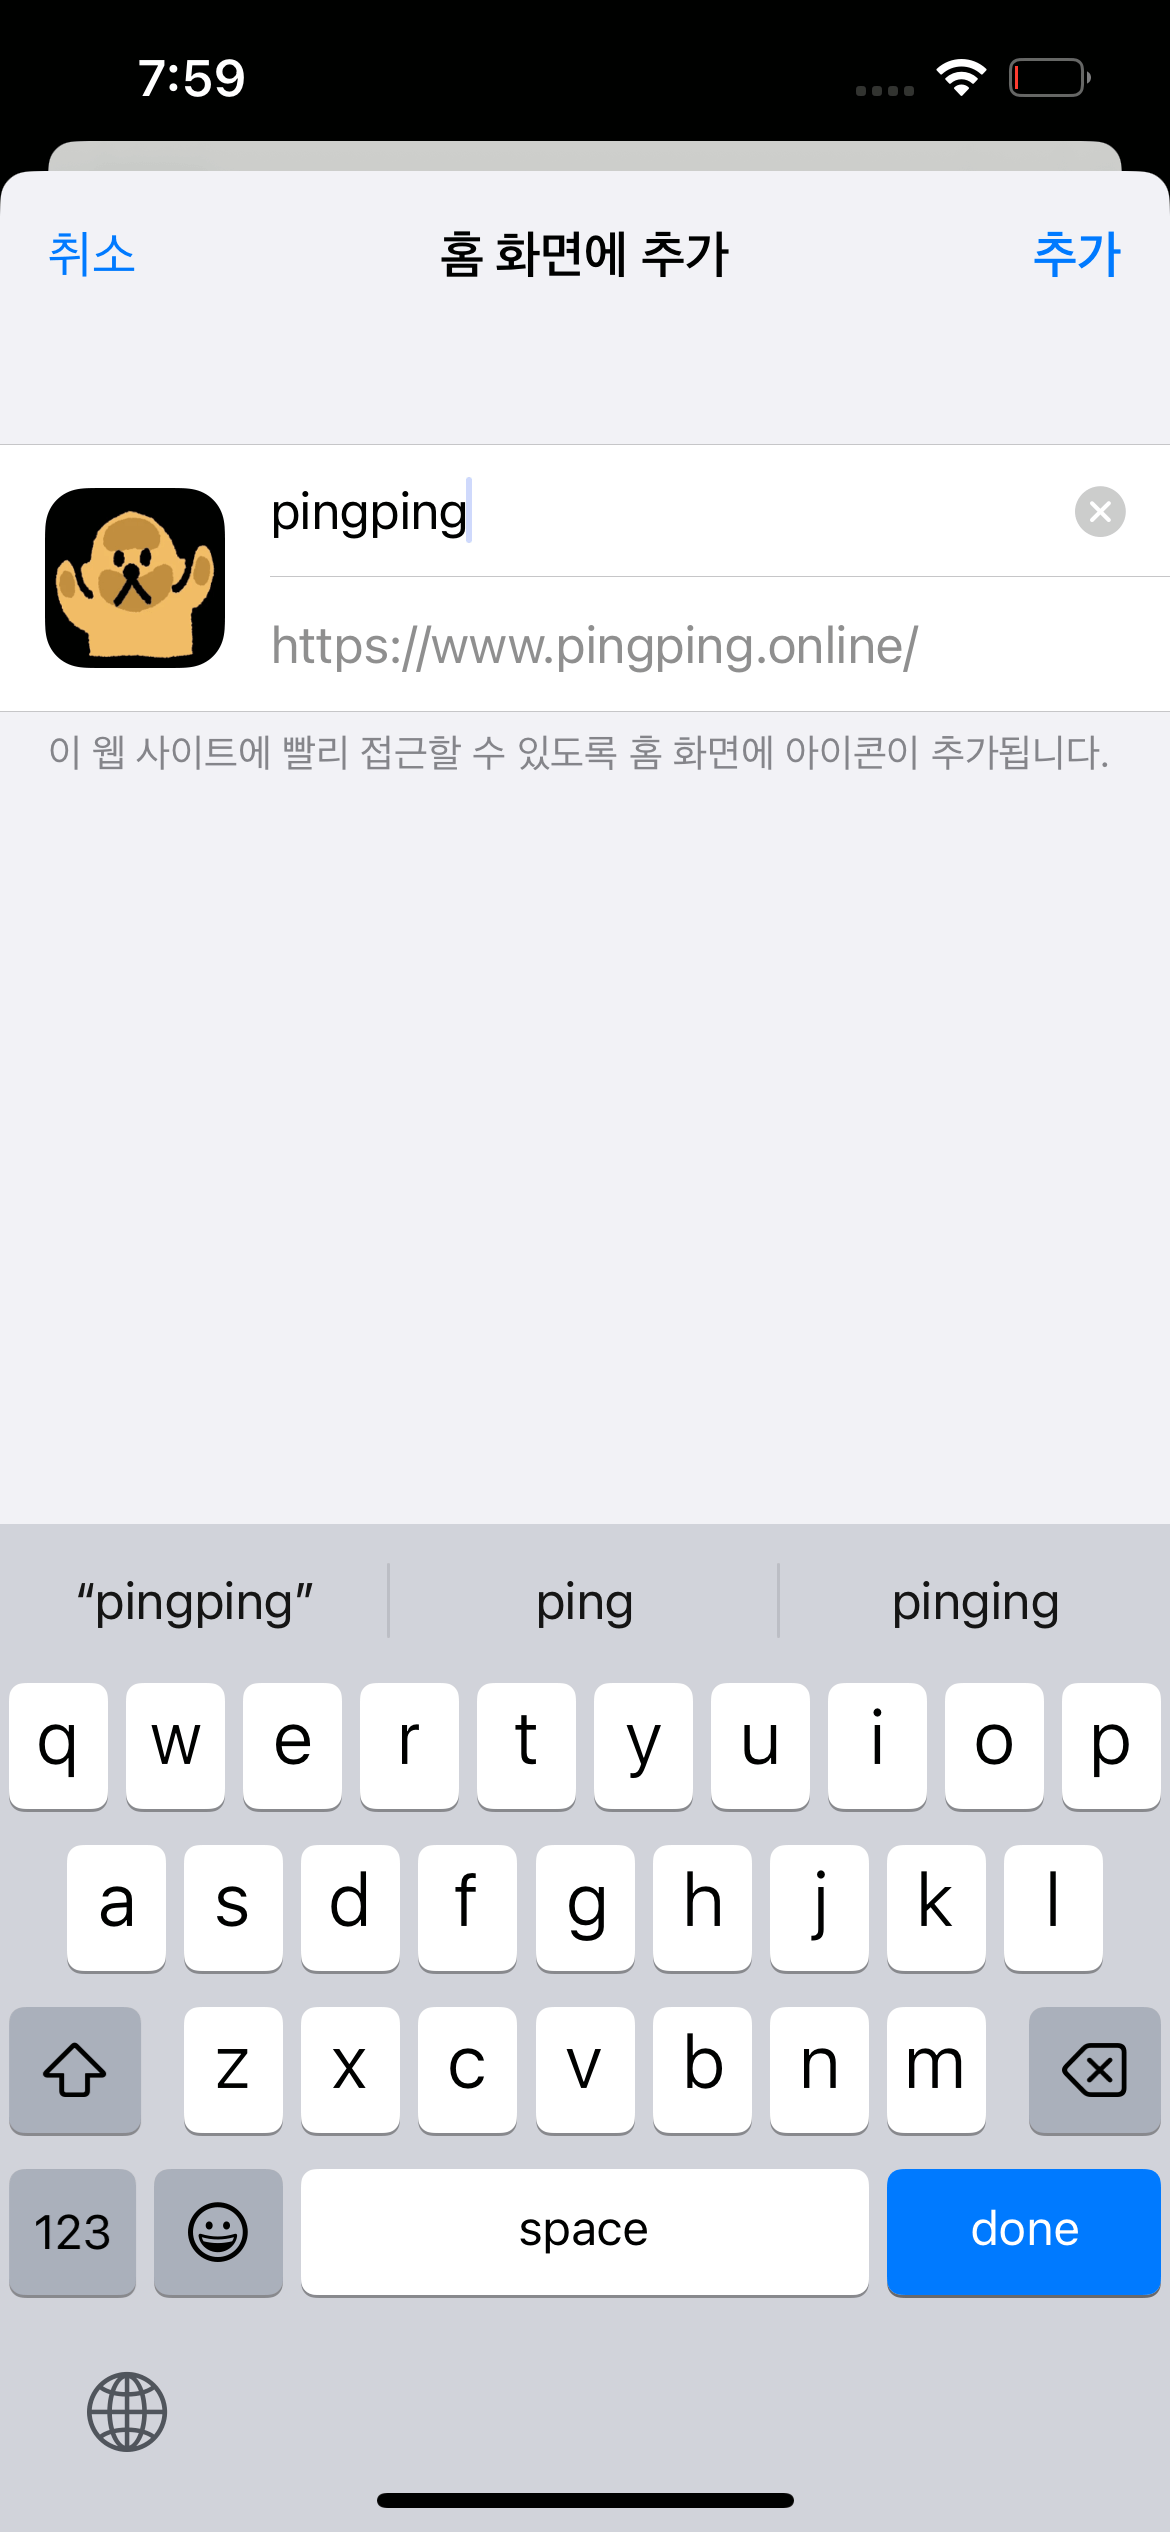 7:59
취소 홈 화면에 추가 추가
pingping
https://www.pingping.online/
이 웹 사이트에 빨리 접근할 수 있도록 홈 화면에 아이콘이 추가됩니다.
“pingping” ping pinging
q w e r t y u i o p
a s d f g h j k l
z x c v b n m
123 space done